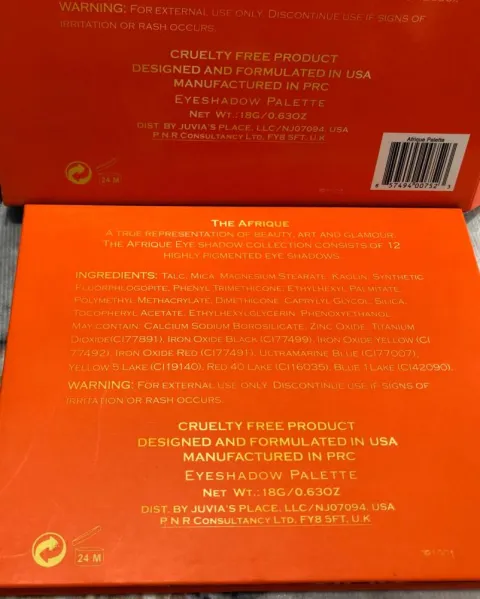 WARNING: FOR EXTERNAL USE ONLY. DISCONTINUE USE IF SIGNS OF
IRRITATION OR RASH OCCURS.
CRUELTY FREE PRODUCT
DESIGNED AND FORMULATED IN USA
MANUFACTURED IN PRC
EYESHADOW PALETTE
NET WT.:18G/0.63OZ
DIST. BY JUVIA'S PLACE, LLC/NJ07094, USA
P N R CONSULTANCY LTD, FY8 5FT, U.K
24 M
Afrique Palette
8 57494 00752 3
THE AFRIQUE
A TRUE REPRESENTATION OF BEAUTY, ART AND GLAMOUR.
THE AFRIQUE EYE SHADOW COLLECTION CONSISTS OF 12
HIGHLY PIGMENTED EYE SHADOWS.
INGREDIENTS: TALC, MICA, MAGNESIUM STEARATE, KAOLIN, SYNTHETIC
FLUORPHLOGOPITE, PHENYL TRIMETHICONE, ETHYLHEXYL PALMITATE,
POLYMETHYL METHACRYLATE, DIMETHICONE, CAPRYLYL GLYCOL, SILICA,
TOCOPHERYL ACETATE, ETHYLHEXYLGLYCERIN, PHENOXYETHANOL
MAY CONTAIN: CALCIUM SODIUM BOROSILICATE, ZINC OXIDE, TITANIUM
DIOXIDE(CI77891), IRON OXIDE BLACK (CI77499), IRON OXIDE YELLOW (CI
77492), IRON OXIDE RED (CI77491), ULTRAMARINE BLUE (CI77007),
YELLOW 5 LAKE (CI19140), RED 40 LAKE (CI16035), BLUE 1 LAKE (CI42090).
WARNING: FOR EXTERNAL USE ONLY. DISCONTINUE USE IF SIGNS OF
IRRITATION OR RASH OCCURS.
CRUELTY FREE PRODUCT
DESIGNED AND FORMULATED IN USA
MANUFACTURED IN PRC
EYESHADOW PALETTE
NET WT.:18G/0.63OZ
DIST. BY JUVIA'S PLACE, LLC/NJ07094, USA
P N R CONSULTANCY LTD, FY8 5FT, U.K
24 M